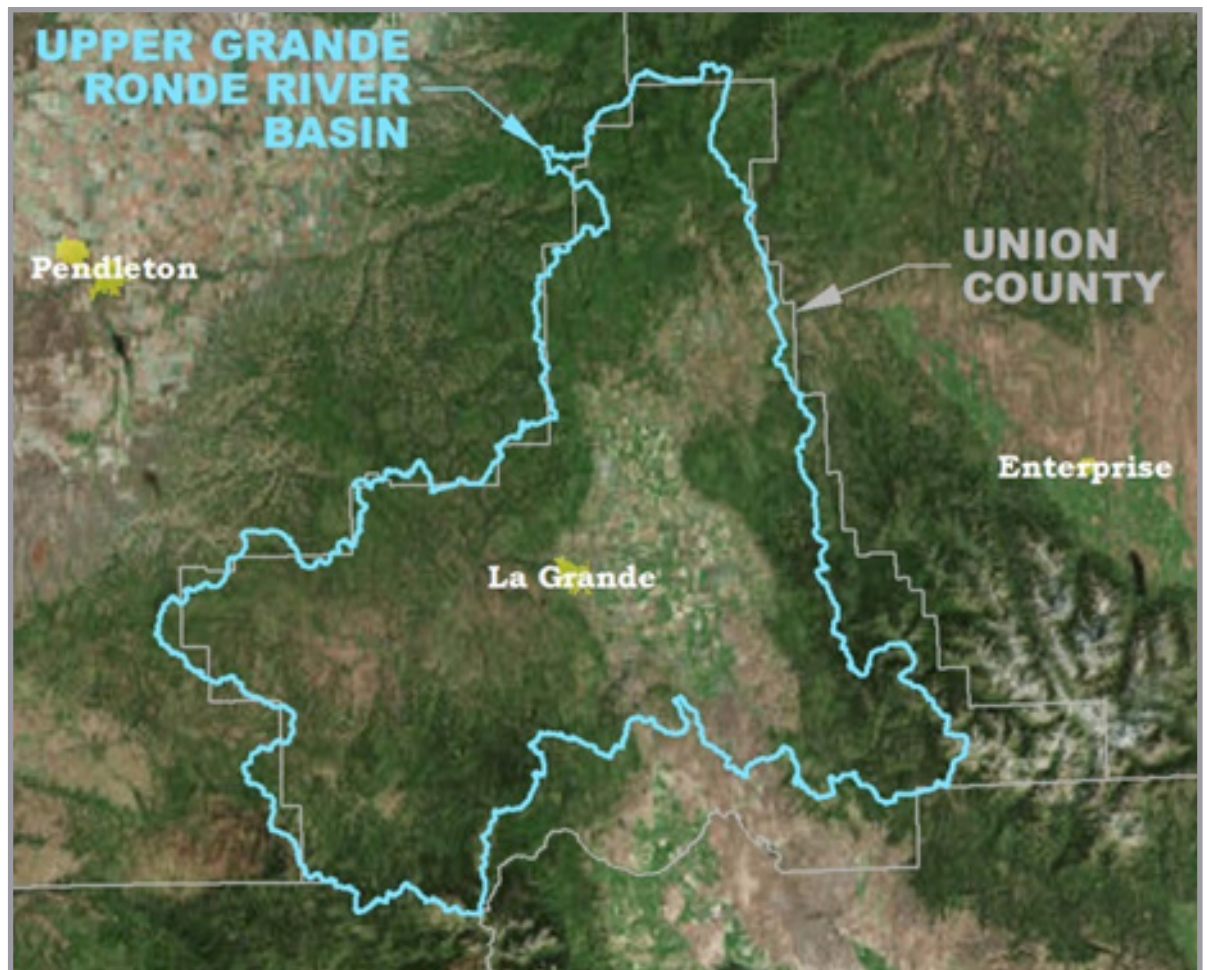 UPPER GRANDE
RONDE RIVER
BASIN
UNION
COUNTY
Pendleton
Enterprise
La Grande